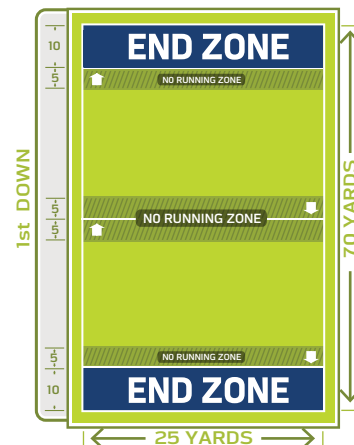 10
END ZONE
5
NO RUNNING ZONE
1st DOWN
5
NO RUNNING ZONE
5
70 YARDS
5
NO RUNNING ZONE
10
END ZONE
25 YARDS